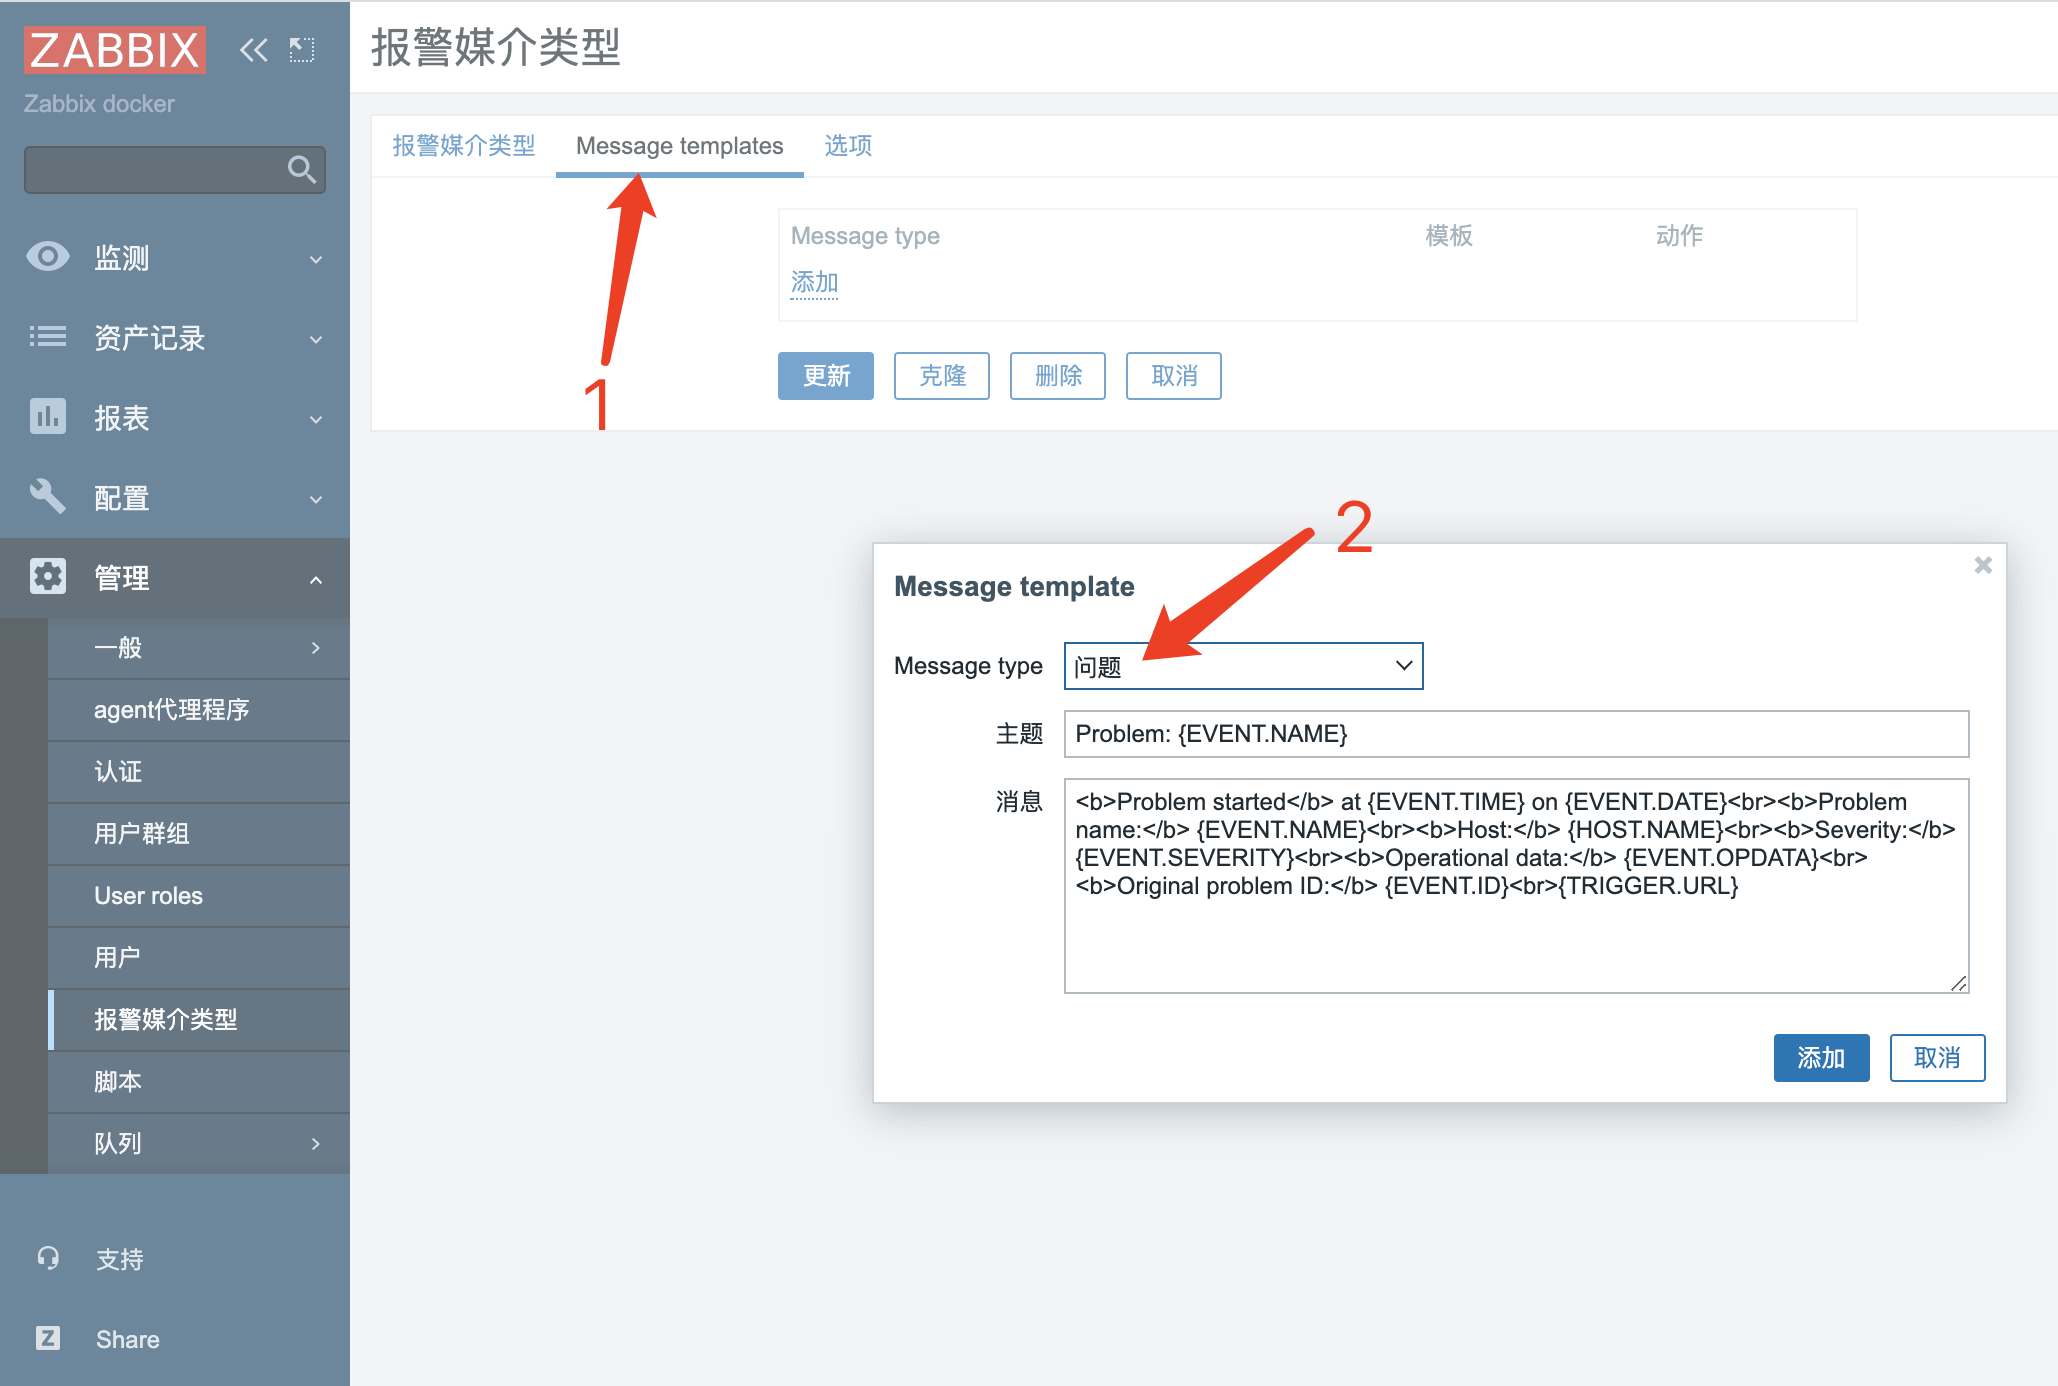 ZABBIX
Zabbix docker
监测
资产记录
报表
配置
管理
一般
agent代理程序
认证
用户群组
User roles
用户
报警媒介类型
脚本
队列
支持
Share
报警媒介类型
报警媒介类型 Message templates 选项
Message type 模板 动作
添加
更新 克隆 删除 取消
1
2
Message template
Message type 问题
主题 Problem: {EVENT.NAME}
消息 <b>Problem started</b> at {EVENT.TIME} on {EVENT.DATE}<br><b>Problem
name:</b> {EVENT.NAME}<br><b>Host:</b> {HOST.NAME}<br><b>Severity:</b>
{EVENT.SEVERITY}<br><b>Operational data:</b> {EVENT.OPDATA}<br>
<b>Original problem ID:</b> {EVENT.ID}<br>{TRIGGER.URL}
添加 取消